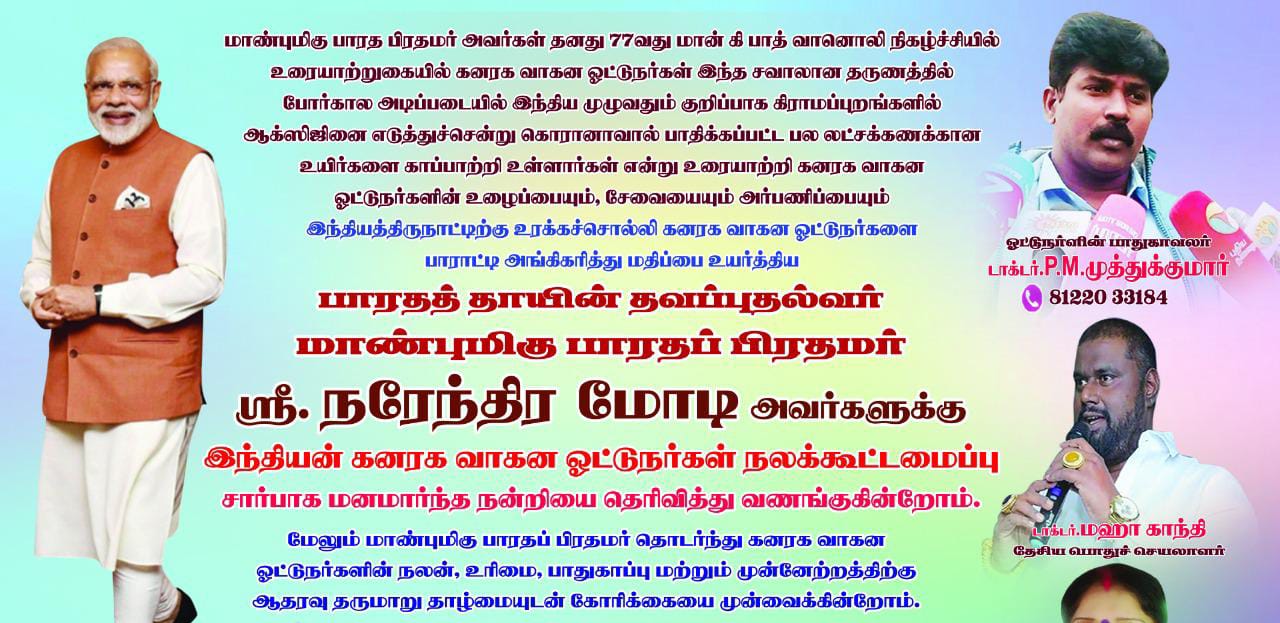 மாண்புமிகு பாரத பிரதமர் அவர்கள் தனது 77வது மான் கி பாத் வானொலி நிகழ்ச்சியில்
உரையாற்றுகையில் கனரக வாகன ஓட்டுநர்கள் இந்த சவாலான தருணத்தில்
போர்கால அடிப்படையில் இந்திய முழுவதும் குறிப்பாக கிராமப்புறங்களில்
ஆக்ஸிஜினை எடுத்துச்சென்று கொரானாவால் பாதிக்கப்பட்ட பல லட்சக்கணக்கான
உயிர்களை காப்பாற்றி உள்ளார்கள் என்று உரையாற்றி கனரக வாகன
ஓட்டுநர்களின் உழைப்பையும், சேவையையும் அர்பணிப்பையும்
இந்தியத்திருநாட்டிற்கு உரக்கச்சொல்லி கனரக வாகன ஓட்டுநர்களை
பாராட்டி அங்கிகரித்து மதிப்பை உயர்த்திய
பாரதத் தாயின் தவப்புதல்வர்
மாண்புமிகு பாரதப் பிரதமர்
ஸ்ரீ. நரேந்திர மோடி அவர்களுக்கு
இந்தியன் கனரக வாகன ஓட்டுநர்கள் நலக்கூட்டமைப்பு
சார்பாக மனமார்ந்த நன்றியை தெரிவித்து வணங்குகின்றோம்.
மேலும் மாண்புமிகு பாரதப் பிரதமர் தொடர்ந்து கனரக வாகன
ஓட்டுநர்களின் நலன், உரிமை, பாதுகாப்பு மற்றும் முன்னேற்றத்திற்கு
ஆதரவு தருமாறு தாழ்மையுடன் கோரிக்கையை முன்வைக்கின்றோம்.
ஓட்டுநர்ளின் பாதுகாவலர்
டாக்டர்.P.M.முத்துக்குமார்
81220 33184
டாக்டர்.மஹா காந்தி
தேசிய பொதுச் செயலாளர்